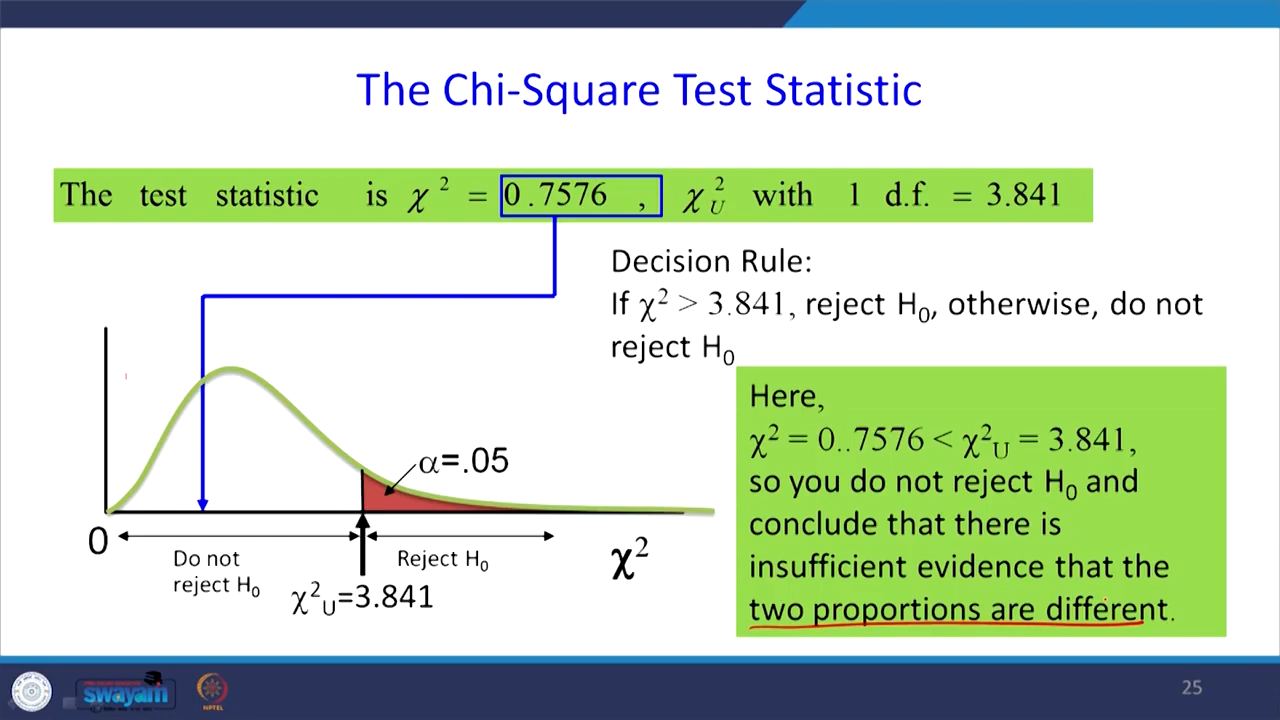 The Chi-Square Test Statistic
The test statistic is χ² = 0.7576 , χ²U with 1 d.f. = 3.841
Decision Rule:
If χ² > 3.841, reject H₀, otherwise, do not
reject H₀
Here,
χ² = 0..7576 < χ²U = 3.841,
so you do not reject H₀ and
conclude that there is
insufficient evidence that the
two proportions are different.
α=.05
0
Do not
reject H₀
Reject H₀
χ²
χ²U=3.841
swayam
NPTEL
25